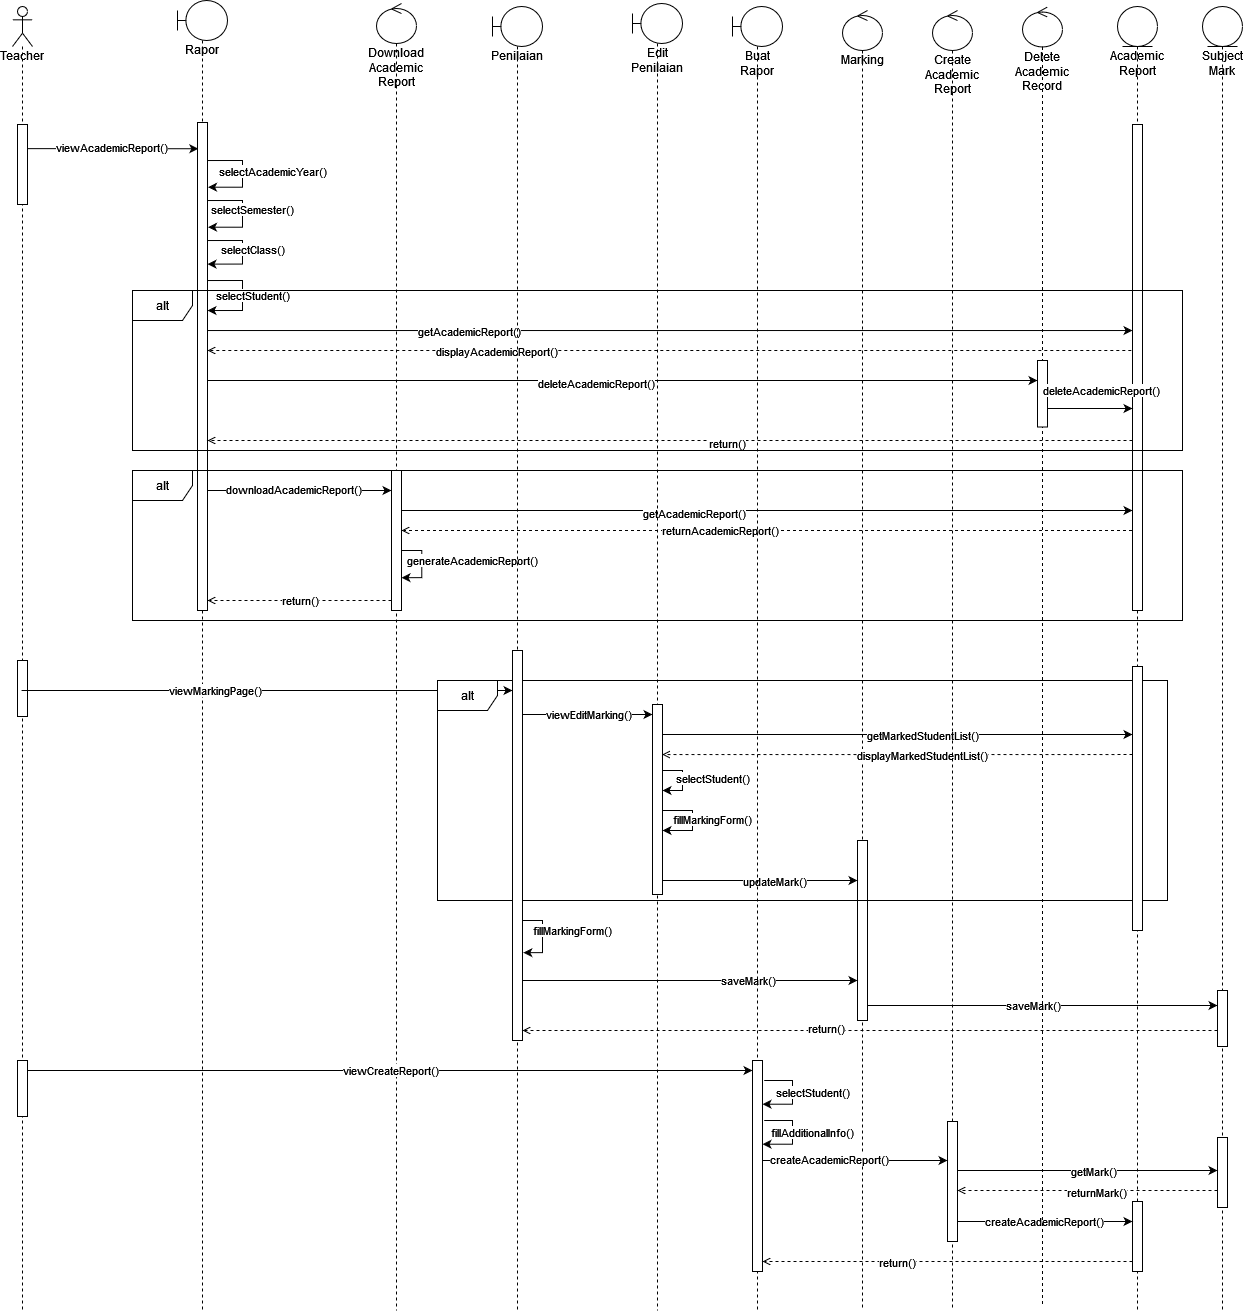 Teacher
Rapor
Download
Academic
Report
Penilaian
Edit
Penilaian
Buat
Rapor
Marking
Create
Academic
Report
Delete
Academic
Record
Academic
Report
Subject
Mark
viewAcademicReport()
selectAcademicYear()
selectSemester()
selectClass()
selectStudent()
alt
getAcademicReport()
displayAcademicReport()
deleteAcademicReport()
deleteAcademicReport()
return()
alt
downloadAcademicReport()
getAcademicReport()
returnAcademicReport()
generateAcademicReport()
return()
viewMarkingPage()
alt
viewEditMarking()
getMarkedStudentList()
displayMarkedStudentList()
selectStudent()
fillMarkingForm()
updateMark()
fillMarkingForm()
saveMark()
saveMark()
return()
viewCreateReport()
selectStudent()
fillAdditionalInfo()
createAcademicReport()
getMark()
returnMark()
createAcademicReport()
return()